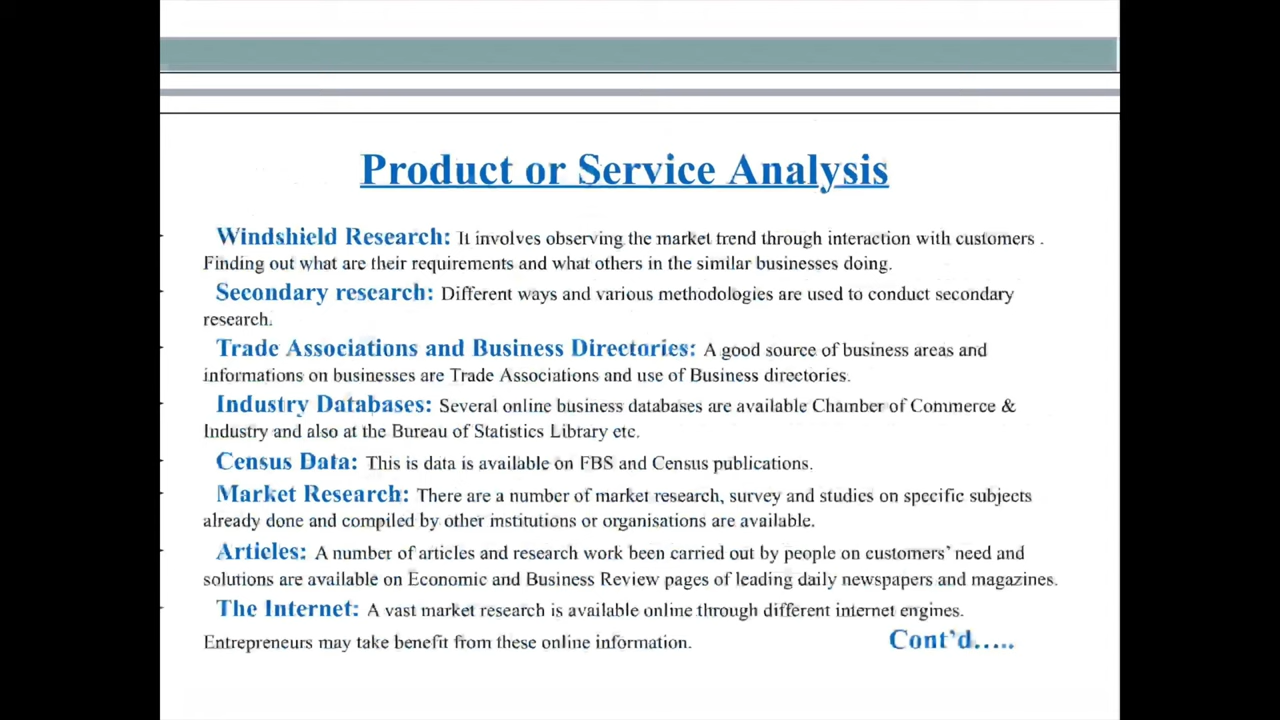 Product or Service Analysis
Windshield Research: It involves observing the market trend through interaction with customers .
Finding out what are their requirements and what others in the similar businesses doing.
Secondary research: Different ways and various methodologies are used to conduct secondary
research.
Trade Associations and Business Directories: A good source of business areas and
informations on businesses are Trade Associations and use of Business directories.
Industry Databases: Several online business databases are available Chamber of Commerce &
Industry and also at the Bureau of Statistics Library etc.
Census Data: This is data is available on FBS and Census publications.
Market Research: There are a number of market research, survey and studies on specific subjects
already done and compiled by other institutions or organisations are available.
Articles: A number of articles and research work been carried out by people on customers’ need and
solutions are available on Economic and Business Review pages of leading daily newspapers and magazines.
The Internet: A vast market research is available online through different internet engines.
Entrepreneurs may take benefit from these online information. Cont’d…..